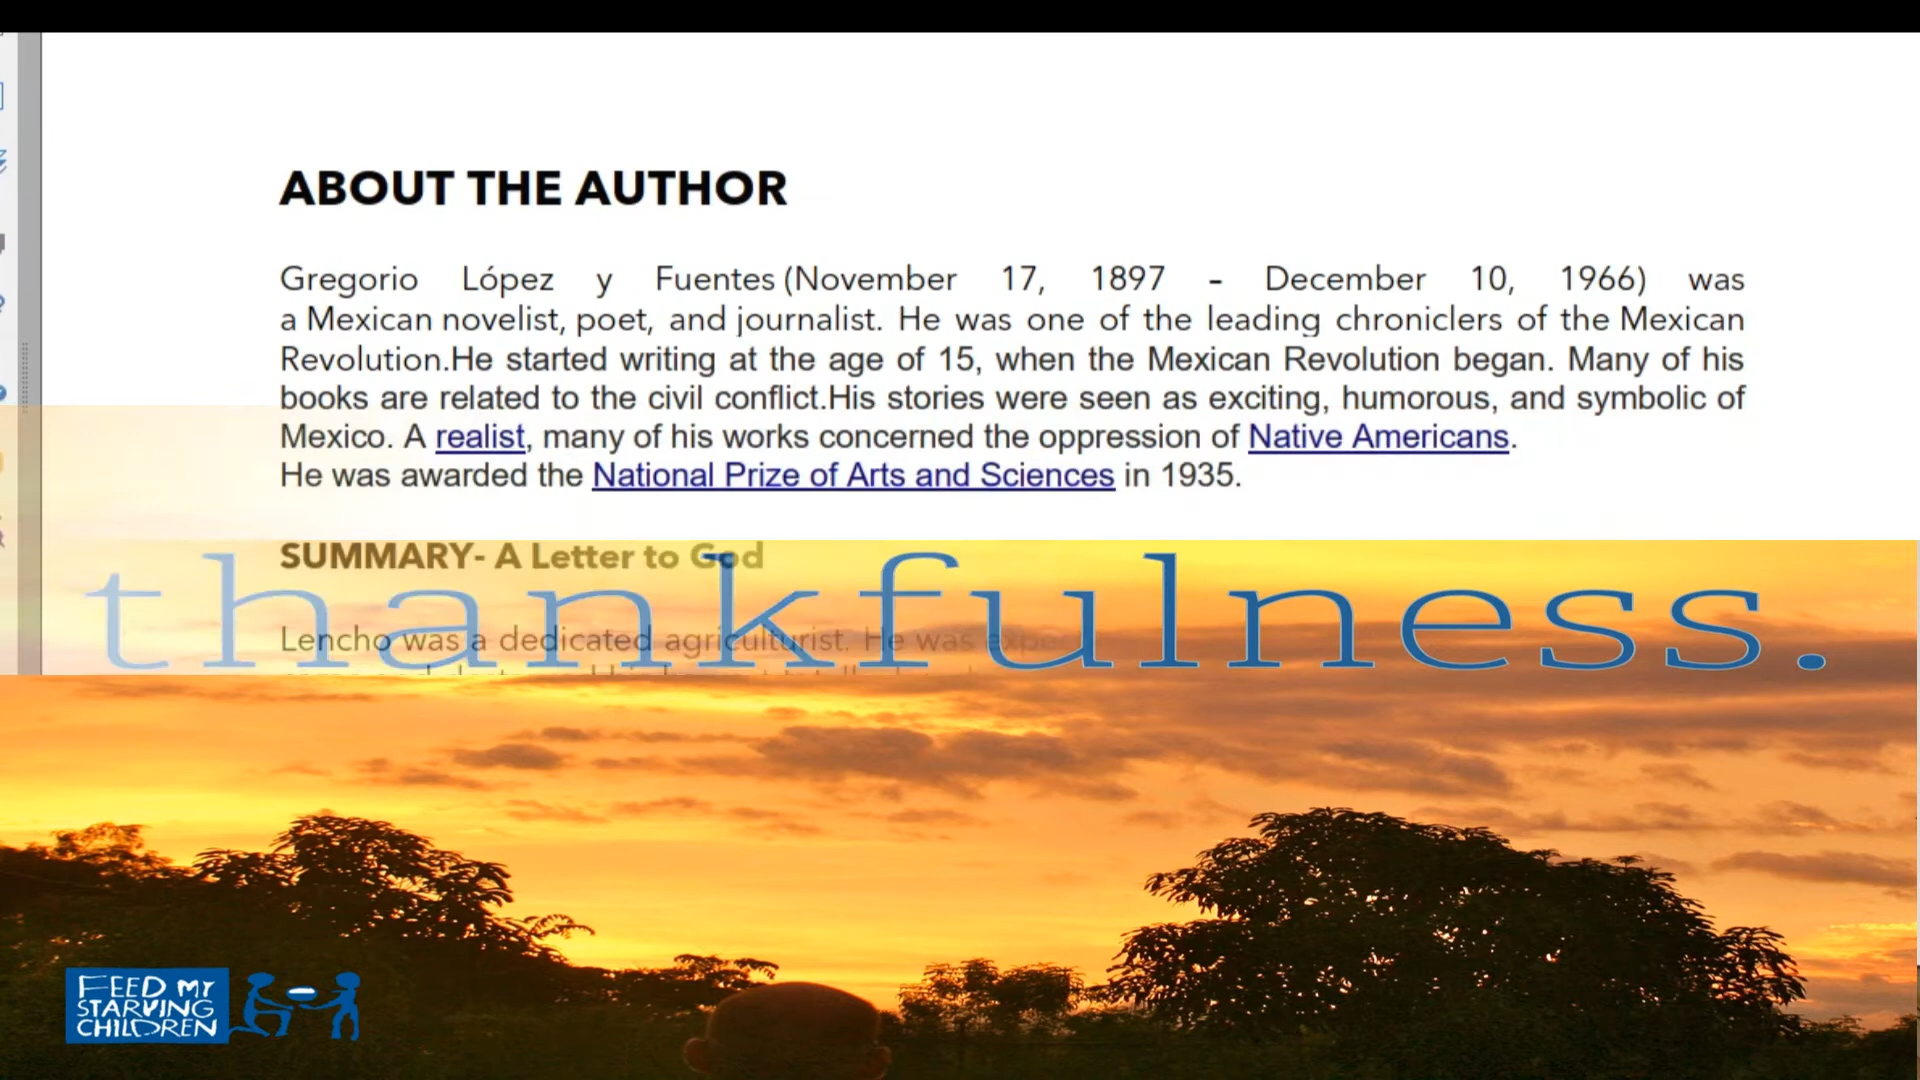 ABOUT THE AUTHOR
Gregorio López y Fuentes (November 17, 1897 – December 10, 1966) was
a Mexican novelist, poet, and journalist. He was one of the leading chroniclers of the Mexican
Revolution.He started writing at the age of 15, when the Mexican Revolution began. Many of his
books are related to the civil conflict.His stories were seen as exciting, humorous, and symbolic of
Mexico. A realist, many of his works concerned the oppression of Native Americans.
He was awarded the National Prize of Arts and Sciences in 1935.
SUMMARY- A Letter to God
thankfulness.
Lencho was a dedicated agriculturist. He was
FEED MY
STARVING
CHILDREN